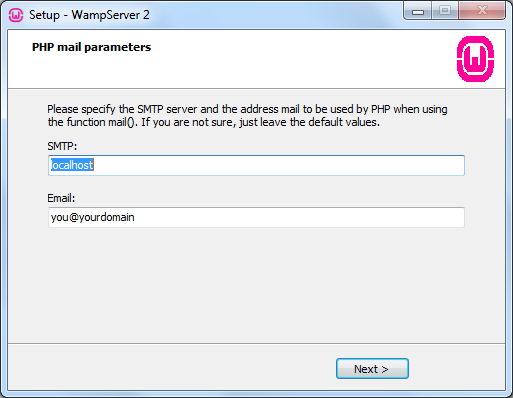 Setup - WampServer 2
PHP mail parameters
Please specify the SMTP server and the address mail to be used by PHP when using
the function mail(). If you are not sure, just leave the default values.
SMTP:
localhost
Email:
you@yourdomain
Next >